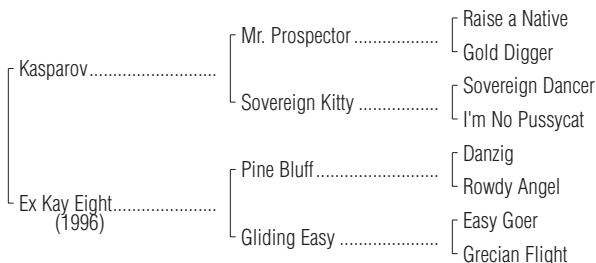 Raise a Native
Mr. Prospector ..................
Gold Digger
Kasparov...........................
Sovereign Dancer
Sovereign Kitty .................
I'm No Pussycat
Danzig
Pine Bluff..........................
Rowdy Angel
Ex Kay Eight......................
(1996)
Easy Goer
Gliding Easy .....................
Grecian Flight